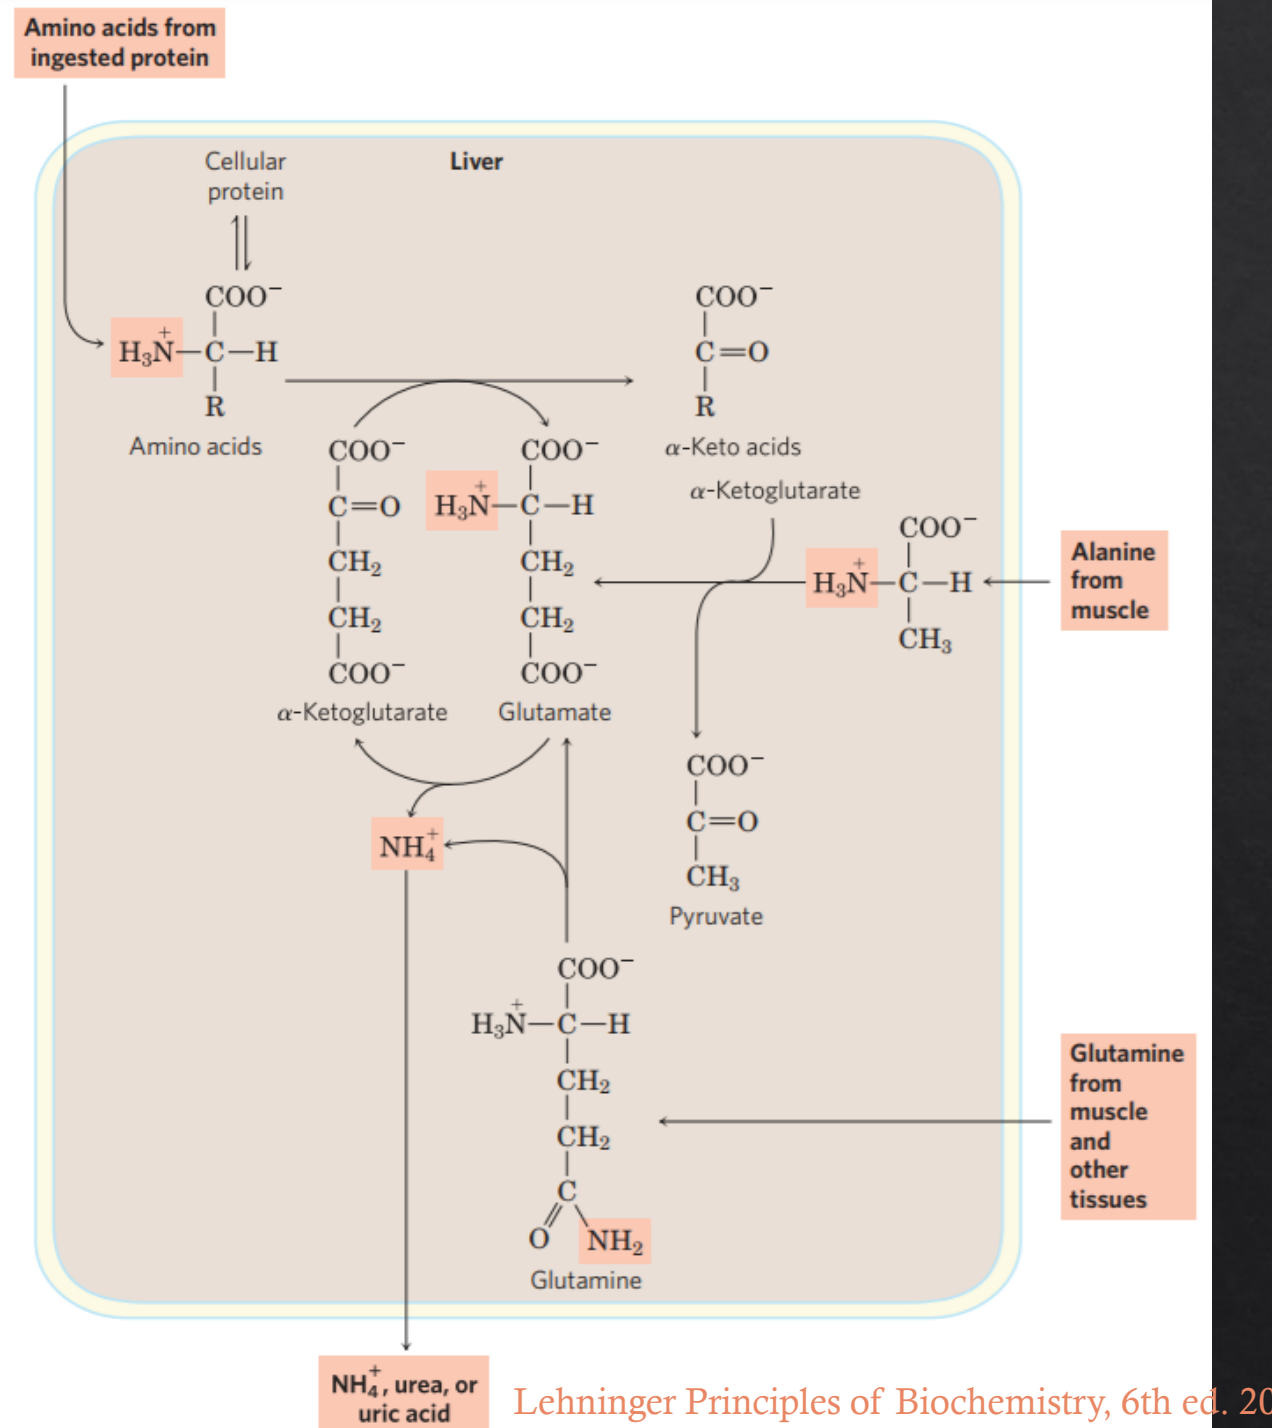 Amino acids from
ingested protein
Cellular
protein
Liver
COO⁻
H₃N⁺—C—H
R
Amino acids
COO⁻
C=O
R
α-Keto acids
COO⁻
C=O
CH₂
CH₂
COO⁻
α-Ketoglutarate
COO⁻
H₃N⁺—C—H
CH₂
CH₂
COO⁻
Glutamate
α-Ketoglutarate
COO⁻
H₃N⁺—C—H
CH₃
Alanine
from
muscle
NH₄⁺
COO⁻
C=O
CH₃
Pyruvate
COO⁻
H₃N⁺—C—H
CH₂
CH₂
C
O NH₂
Glutamine
Glutamine
from
muscle
and
other
tissues
NH₄⁺, urea, or
uric acid
Lehninger Principles of Biochemistry, 6th ed. 20